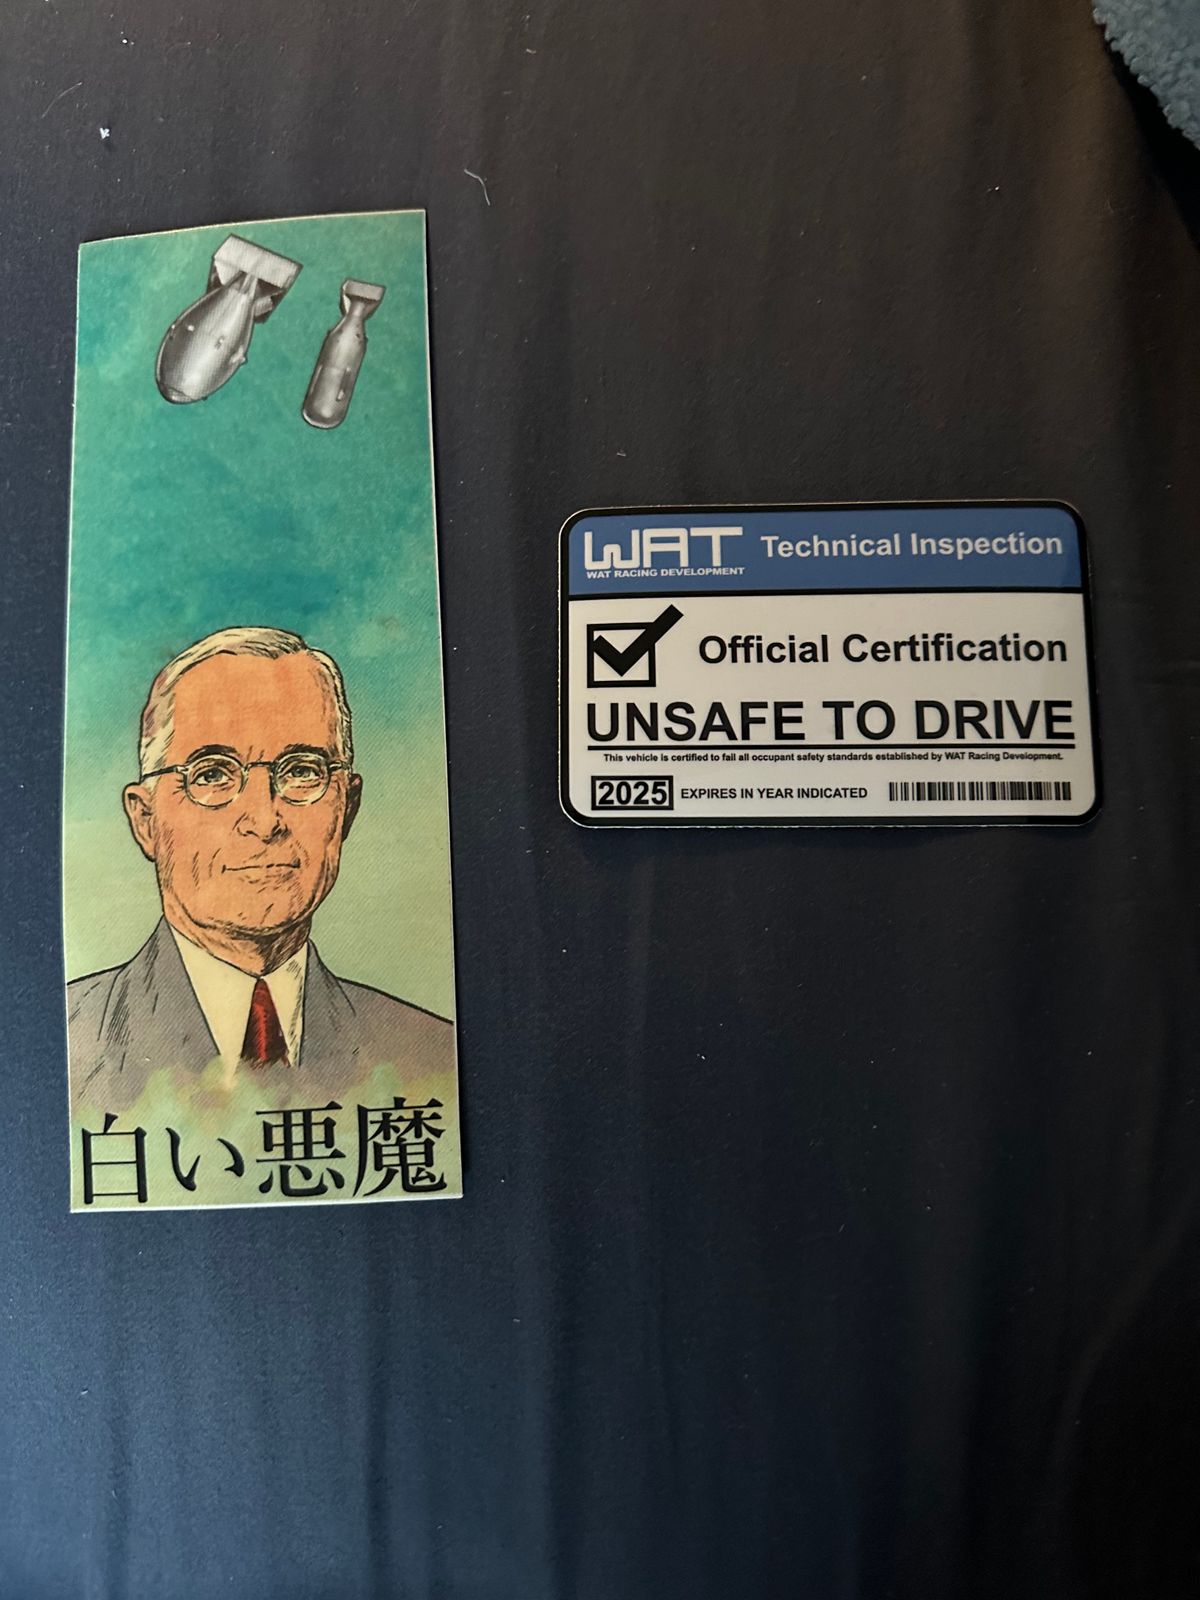 白い悪魔
WAT
WAT RACING DEVELOPMENT
Technical Inspection
Official Certification
UNSAFE TO DRIVE
This vehicle is certified to fail all occupant safety standards established by WAT Racing Development.
2025 EXPIRES IN YEAR INDICATED